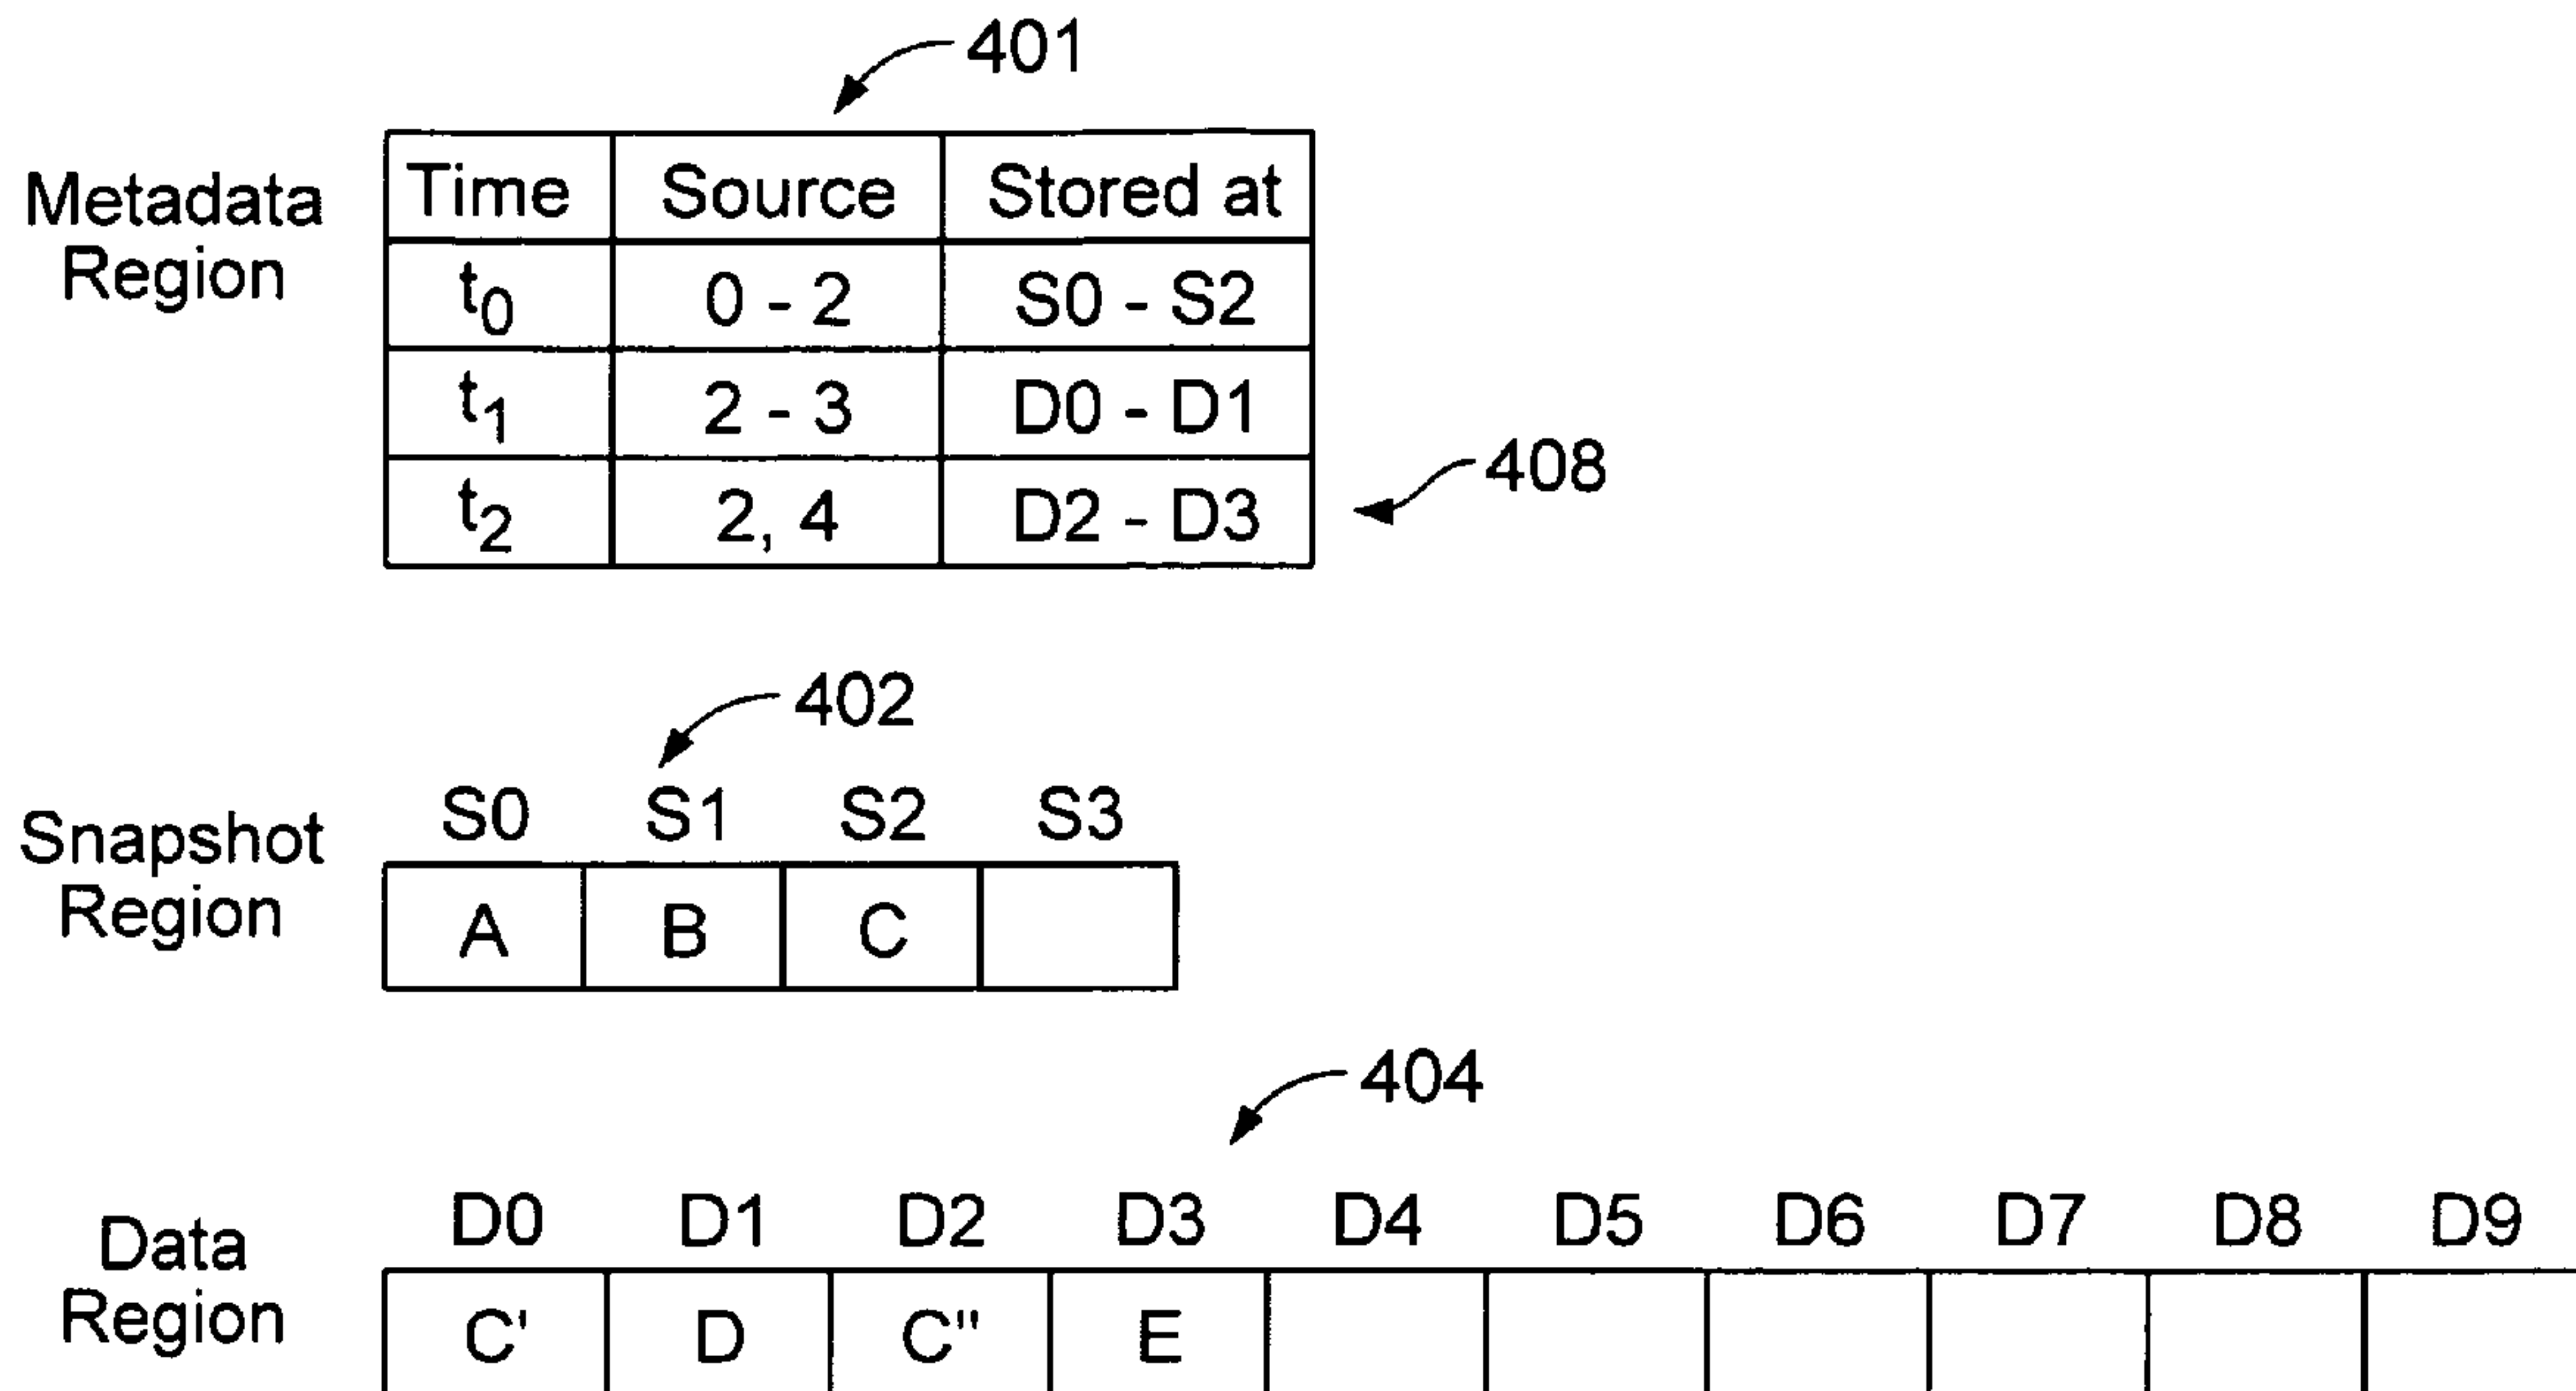 401
Metadata
Region
Time Source Stored at
t0 0 - 2 S0 - S2
t1 2 - 3 D0 - D1
t2 2, 4 D2 - D3
408
402
Snapshot
Region
S0 S1 S2 S3
A B C
404
Data
Region
D0 D1 D2 D3 D4 D5 D6 D7 D8 D9
C' D C" E